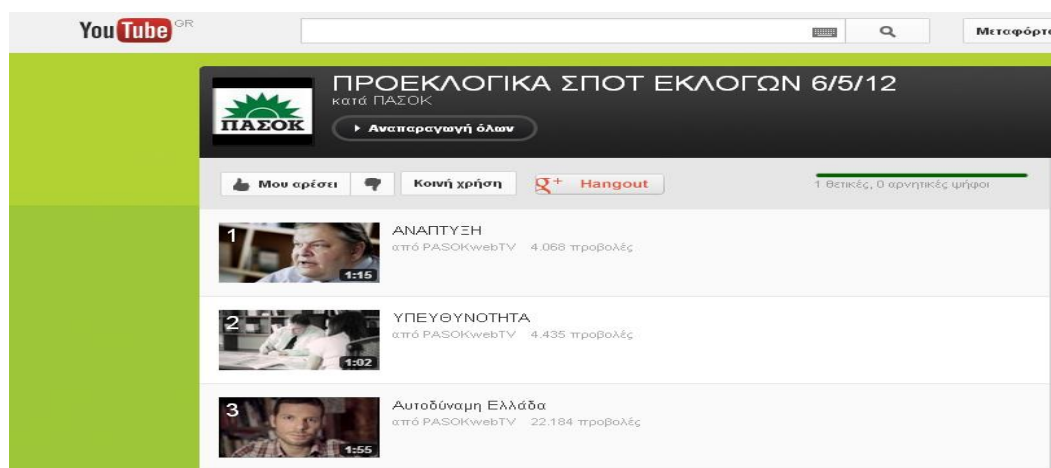 YouTube GR
Μεταφόρτ
ΠΡΟΕΚΛΟΓΙΚΑ ΣΠΟΤ ΕΚΛΟΓΩΝ 6/5/12
κατά ΠΑΣΟΚ
ΠΑΣΟΚ
Αναπαραγωγή όλων
Μου αρέσει
Κοινή χρήση
g+ Hangout
1 θετικές, 0 αρνητικές ψήφοι
1
ΑΝΑΠΤΥΞΗ
από PASOKwebTV 4.068 προβολές
1:15
2
ΥΠΕΥΘΥΝΟΤΗΤΑ
από PASOKwebTV 4.435 προβολές
1:02
3
Αυτοδύναμη Ελλάδα
από PASOKwebTV 22.184 προβολές
1:55